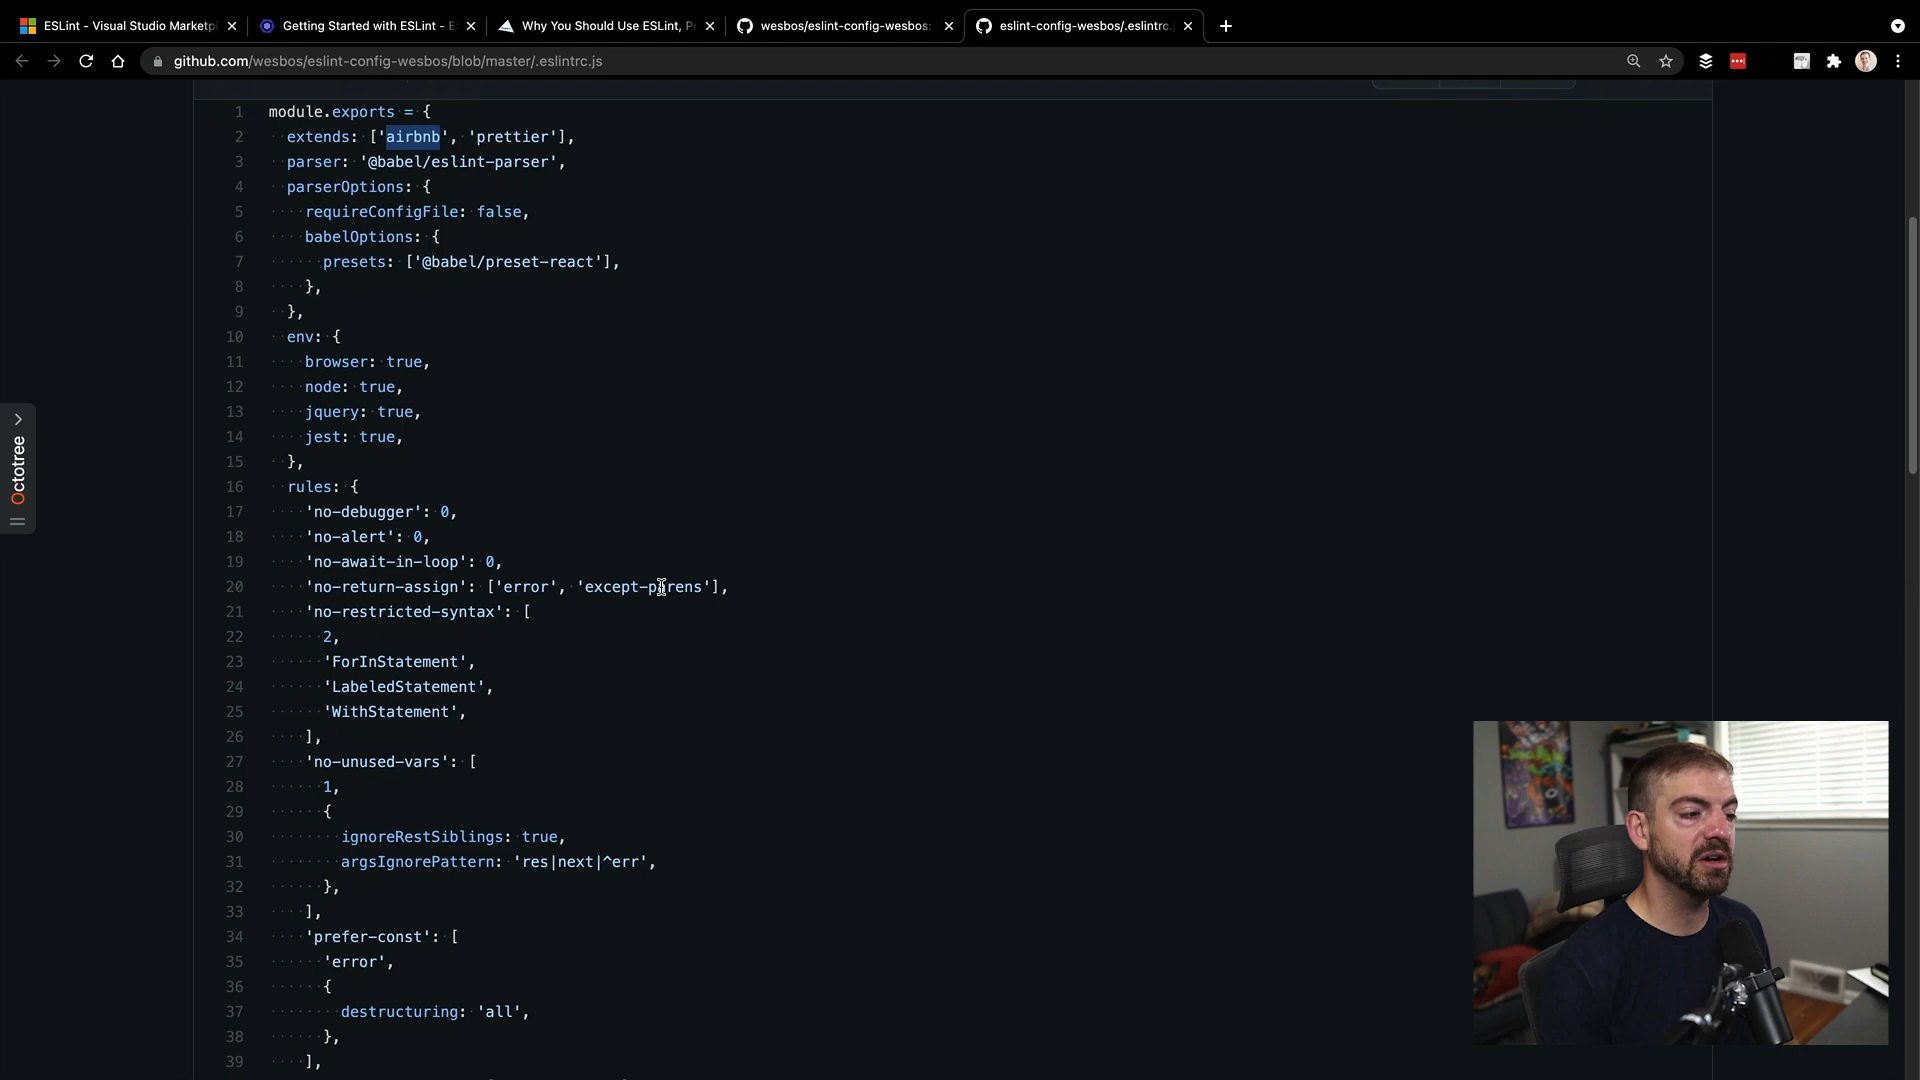 ESLint - Visual Studio Marketpl
Getting Started with ESLint - E
Why You Should Use ESLint, P
wesbos/eslint-config-wesbos:
eslint-config-wesbos/.eslintrc.j
github.com/wesbos/eslint-config-wesbos/blob/master/.eslintrc.js
Octotree
1 module.exports = {
2 extends: ['airbnb', 'prettier'],
3 parser: '@babel/eslint-parser',
4 parserOptions: {
5 requireConfigFile: false,
6 babelOptions: {
7 presets: ['@babel/preset-react'],
8 },
9 },
10 env: {
11 browser: true,
12 node: true,
13 jquery: true,
14 jest: true,
15 },
16 rules: {
17 'no-debugger': 0,
18 'no-alert': 0,
19 'no-await-in-loop': 0,
20 'no-return-assign': ['error', 'except-parens'],
21 'no-restricted-syntax': [
22 2,
23 'ForInStatement',
24 'LabeledStatement',
25 'WithStatement',
26 ],
27 'no-unused-vars': [
28 1,
29 {
30 ignoreRestSiblings: true,
31 argsIgnorePattern: 'res|next|^err',
32 },
33 ],
34 'prefer-const': [
35 'error',
36 {
37 destructuring: 'all',
38 },
39 ],